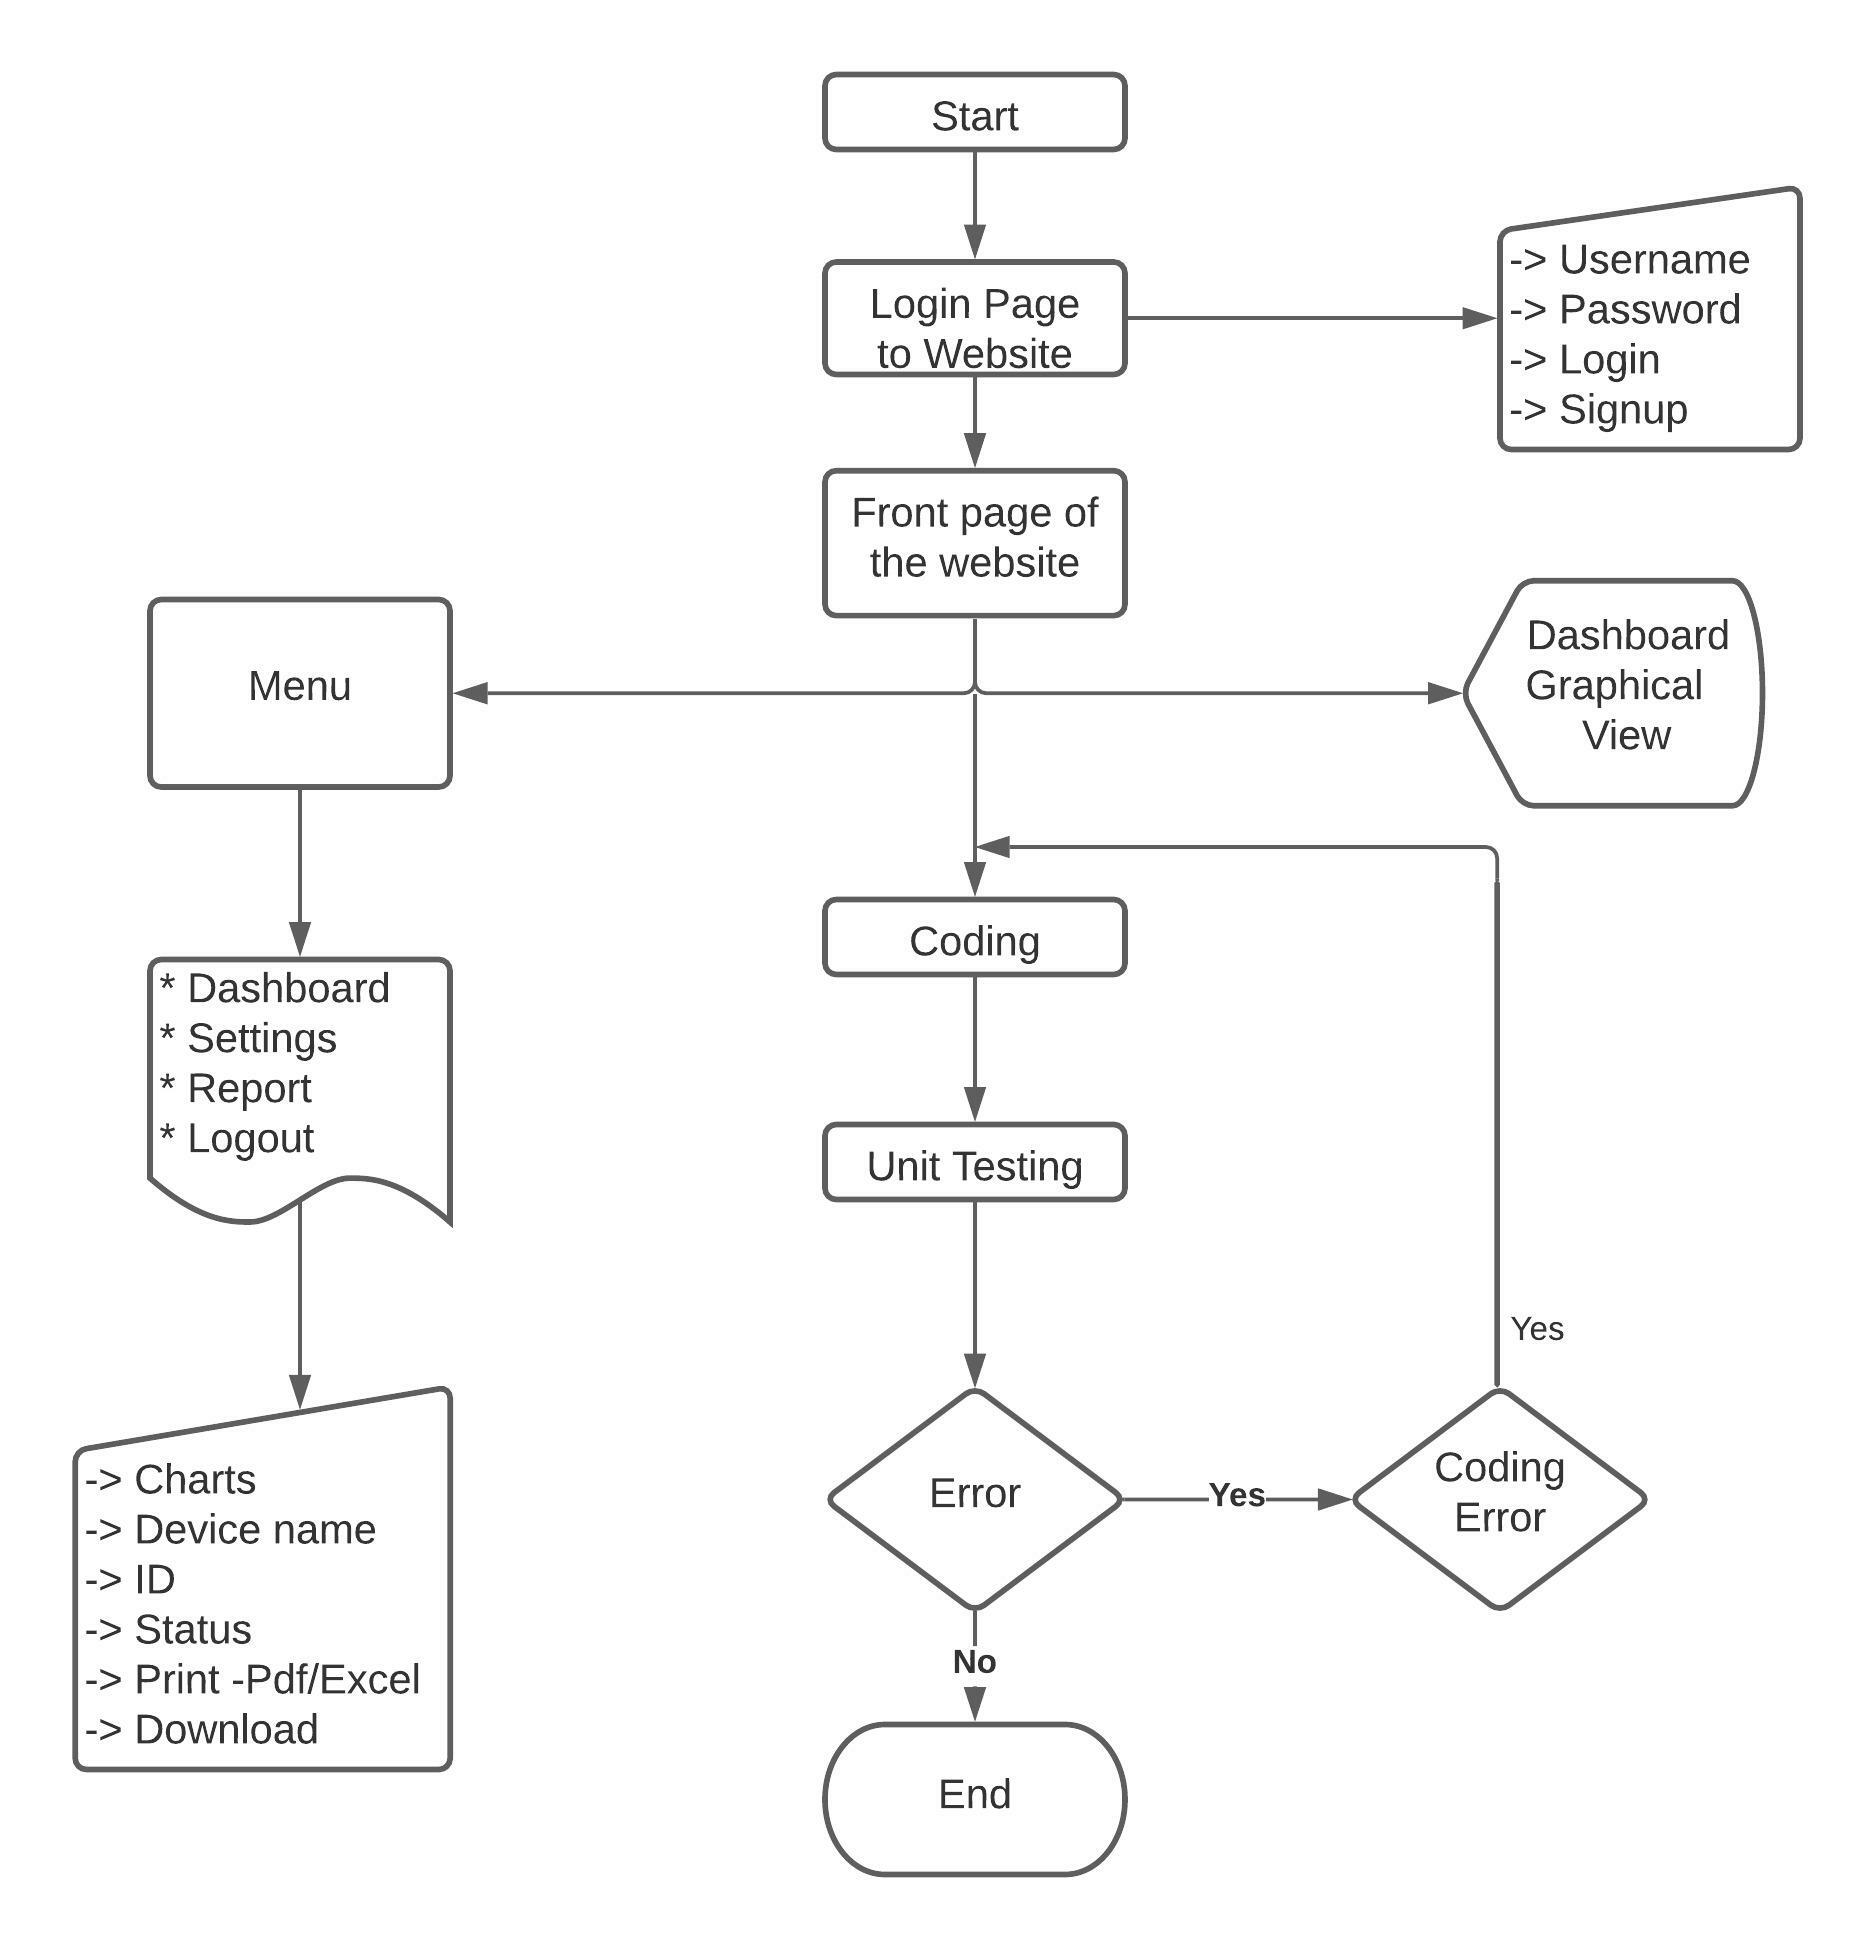 Start
Login Page
to Website
-> Username
-> Password
-> Login
-> Signup
Front page of
the website
Menu
Dashboard
Graphical
View
Coding
* Dashboard
* Settings
* Report
* Logout
Unit Testing
Yes
Error
Yes
Coding
Error
-> Charts
-> Device name
-> ID
-> Status
-> Print -Pdf/Excel
-> Download
No
End